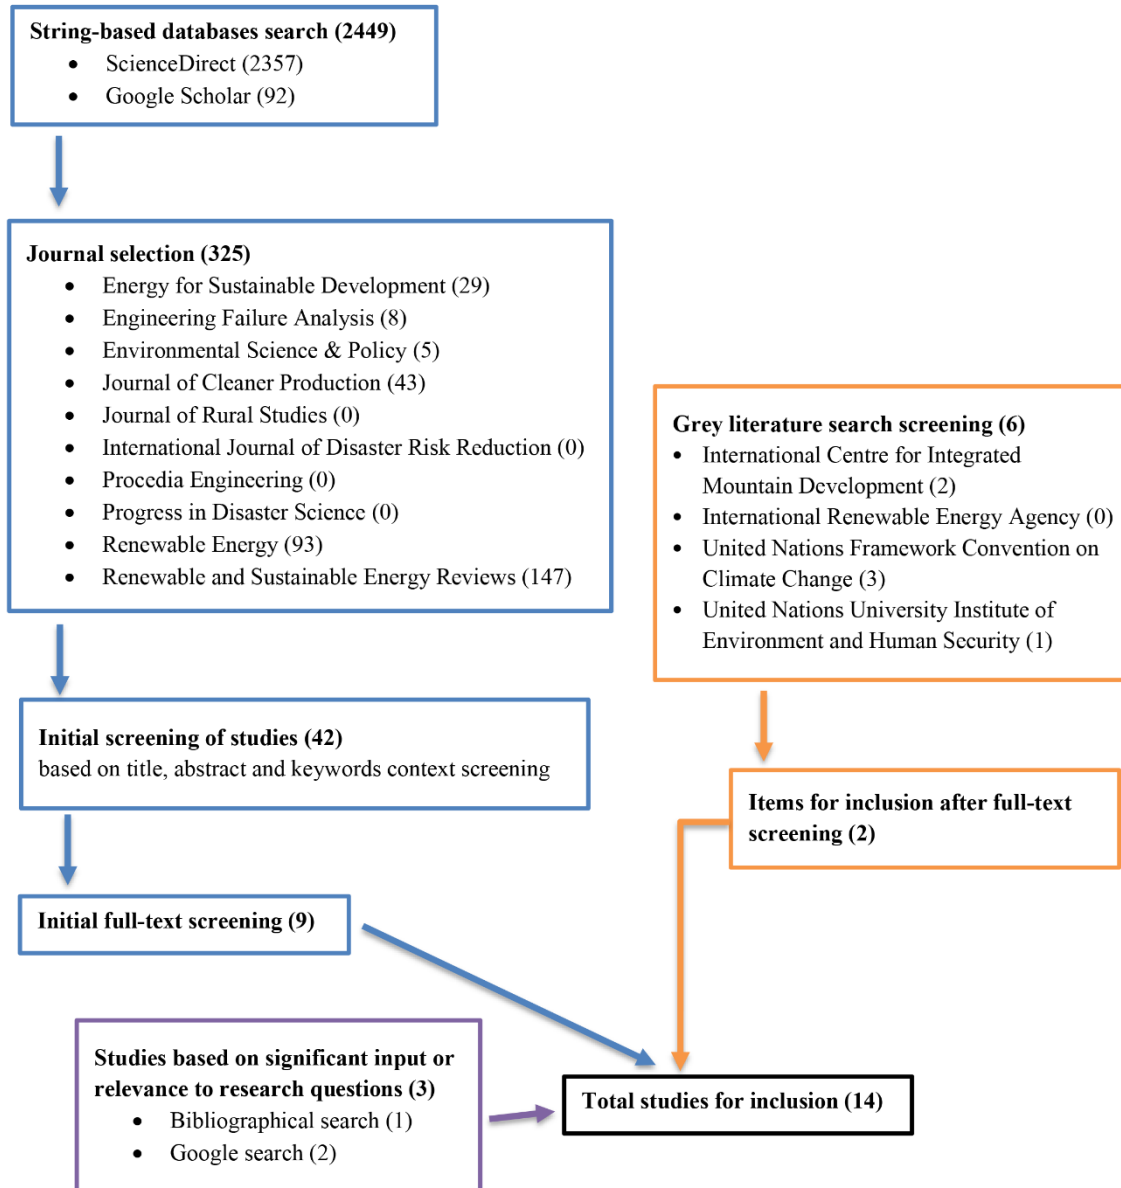 String-based databases search (2449)
• ScienceDirect (2357)
• Google Scholar (92)
Journal selection (325)
• Energy for Sustainable Development (29)
• Engineering Failure Analysis (8)
• Environmental Science & Policy (5)
• Journal of Cleaner Production (43)
• Journal of Rural Studies (0)
• International Journal of Disaster Risk Reduction (0)
• Procedia Engineering (0)
• Progress in Disaster Science (0)
• Renewable Energy (93)
• Renewable and Sustainable Energy Reviews (147)
Grey literature search screening (6)
• International Centre for Integrated
Mountain Development (2)
• International Renewable Energy Agency (0)
• United Nations Framework Convention on
Climate Change (3)
• United Nations University Institute of
Environment and Human Security (1)
Initial screening of studies (42)
based on title, abstract and keywords context screening
Items for inclusion after full-text
screening (2)
Initial full-text screening (9)
Studies based on significant input or
relevance to research questions (3)
• Bibliographical search (1)
• Google search (2)
Total studies for inclusion (14)